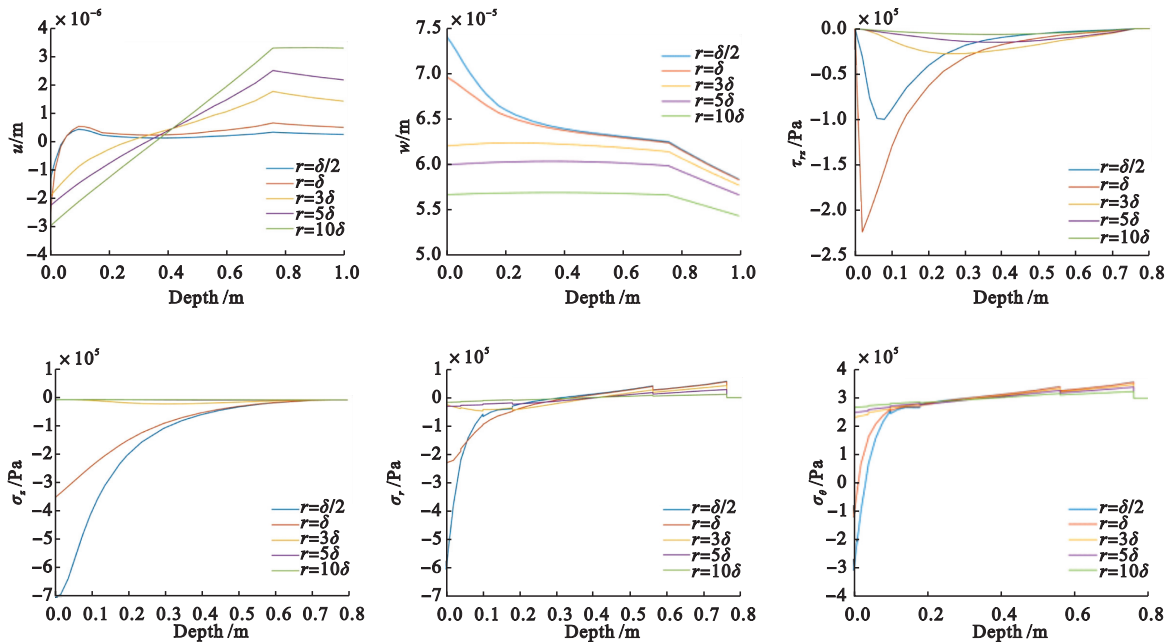 ×10⁻⁶
4
3
2
1
0
−1
−2
−3
−4
u/m
r=δ/2
r=δ
r=3δ
r=5δ
r=10δ
0.0 0.2 0.4 0.6 0.8 1.0
Depth /m
×10⁻⁵
7.5
7.0
6.5
6.0
5.5
5.0
w/m
r=δ/2
r=δ
r=3δ
r=5δ
r=10δ
0.0 0.2 0.4 0.6 0.8 1.0
Depth /m
×10⁵
0.0
−0.5
−1.0
−1.5
−2.0
−2.5
τrz/Pa
r=δ/2
r=δ
r=3δ
r=5δ
r=10δ
0.0 0.1 0.2 0.3 0.4 0.5 0.6 0.7 0.8
Depth /m
×10⁵
1
0
−1
−2
−3
−4
−5
−6
−7
σz/Pa
r=δ/2
r=δ
r=3δ
r=5δ
r=10δ
0.0 0.1 0.2 0.3 0.4 0.5 0.6 0.7 0.8
Depth /m
×10⁵
1
0
−1
−2
−3
−4
−5
−6
−7
σr/Pa
r=δ/2
r=δ
r=3δ
r=5δ
r=10δ
0.0 0.1 0.2 0.3 0.4 0.5 0.6 0.7 0.8
Depth /m
×10⁵
4
3
2
1
0
−1
−2
−3
−4
σθ/Pa
r=δ/2
r=δ
r=3δ
r=5δ
r=10δ
0.0 0.2 0.4 0.6 0.8
Depth /m